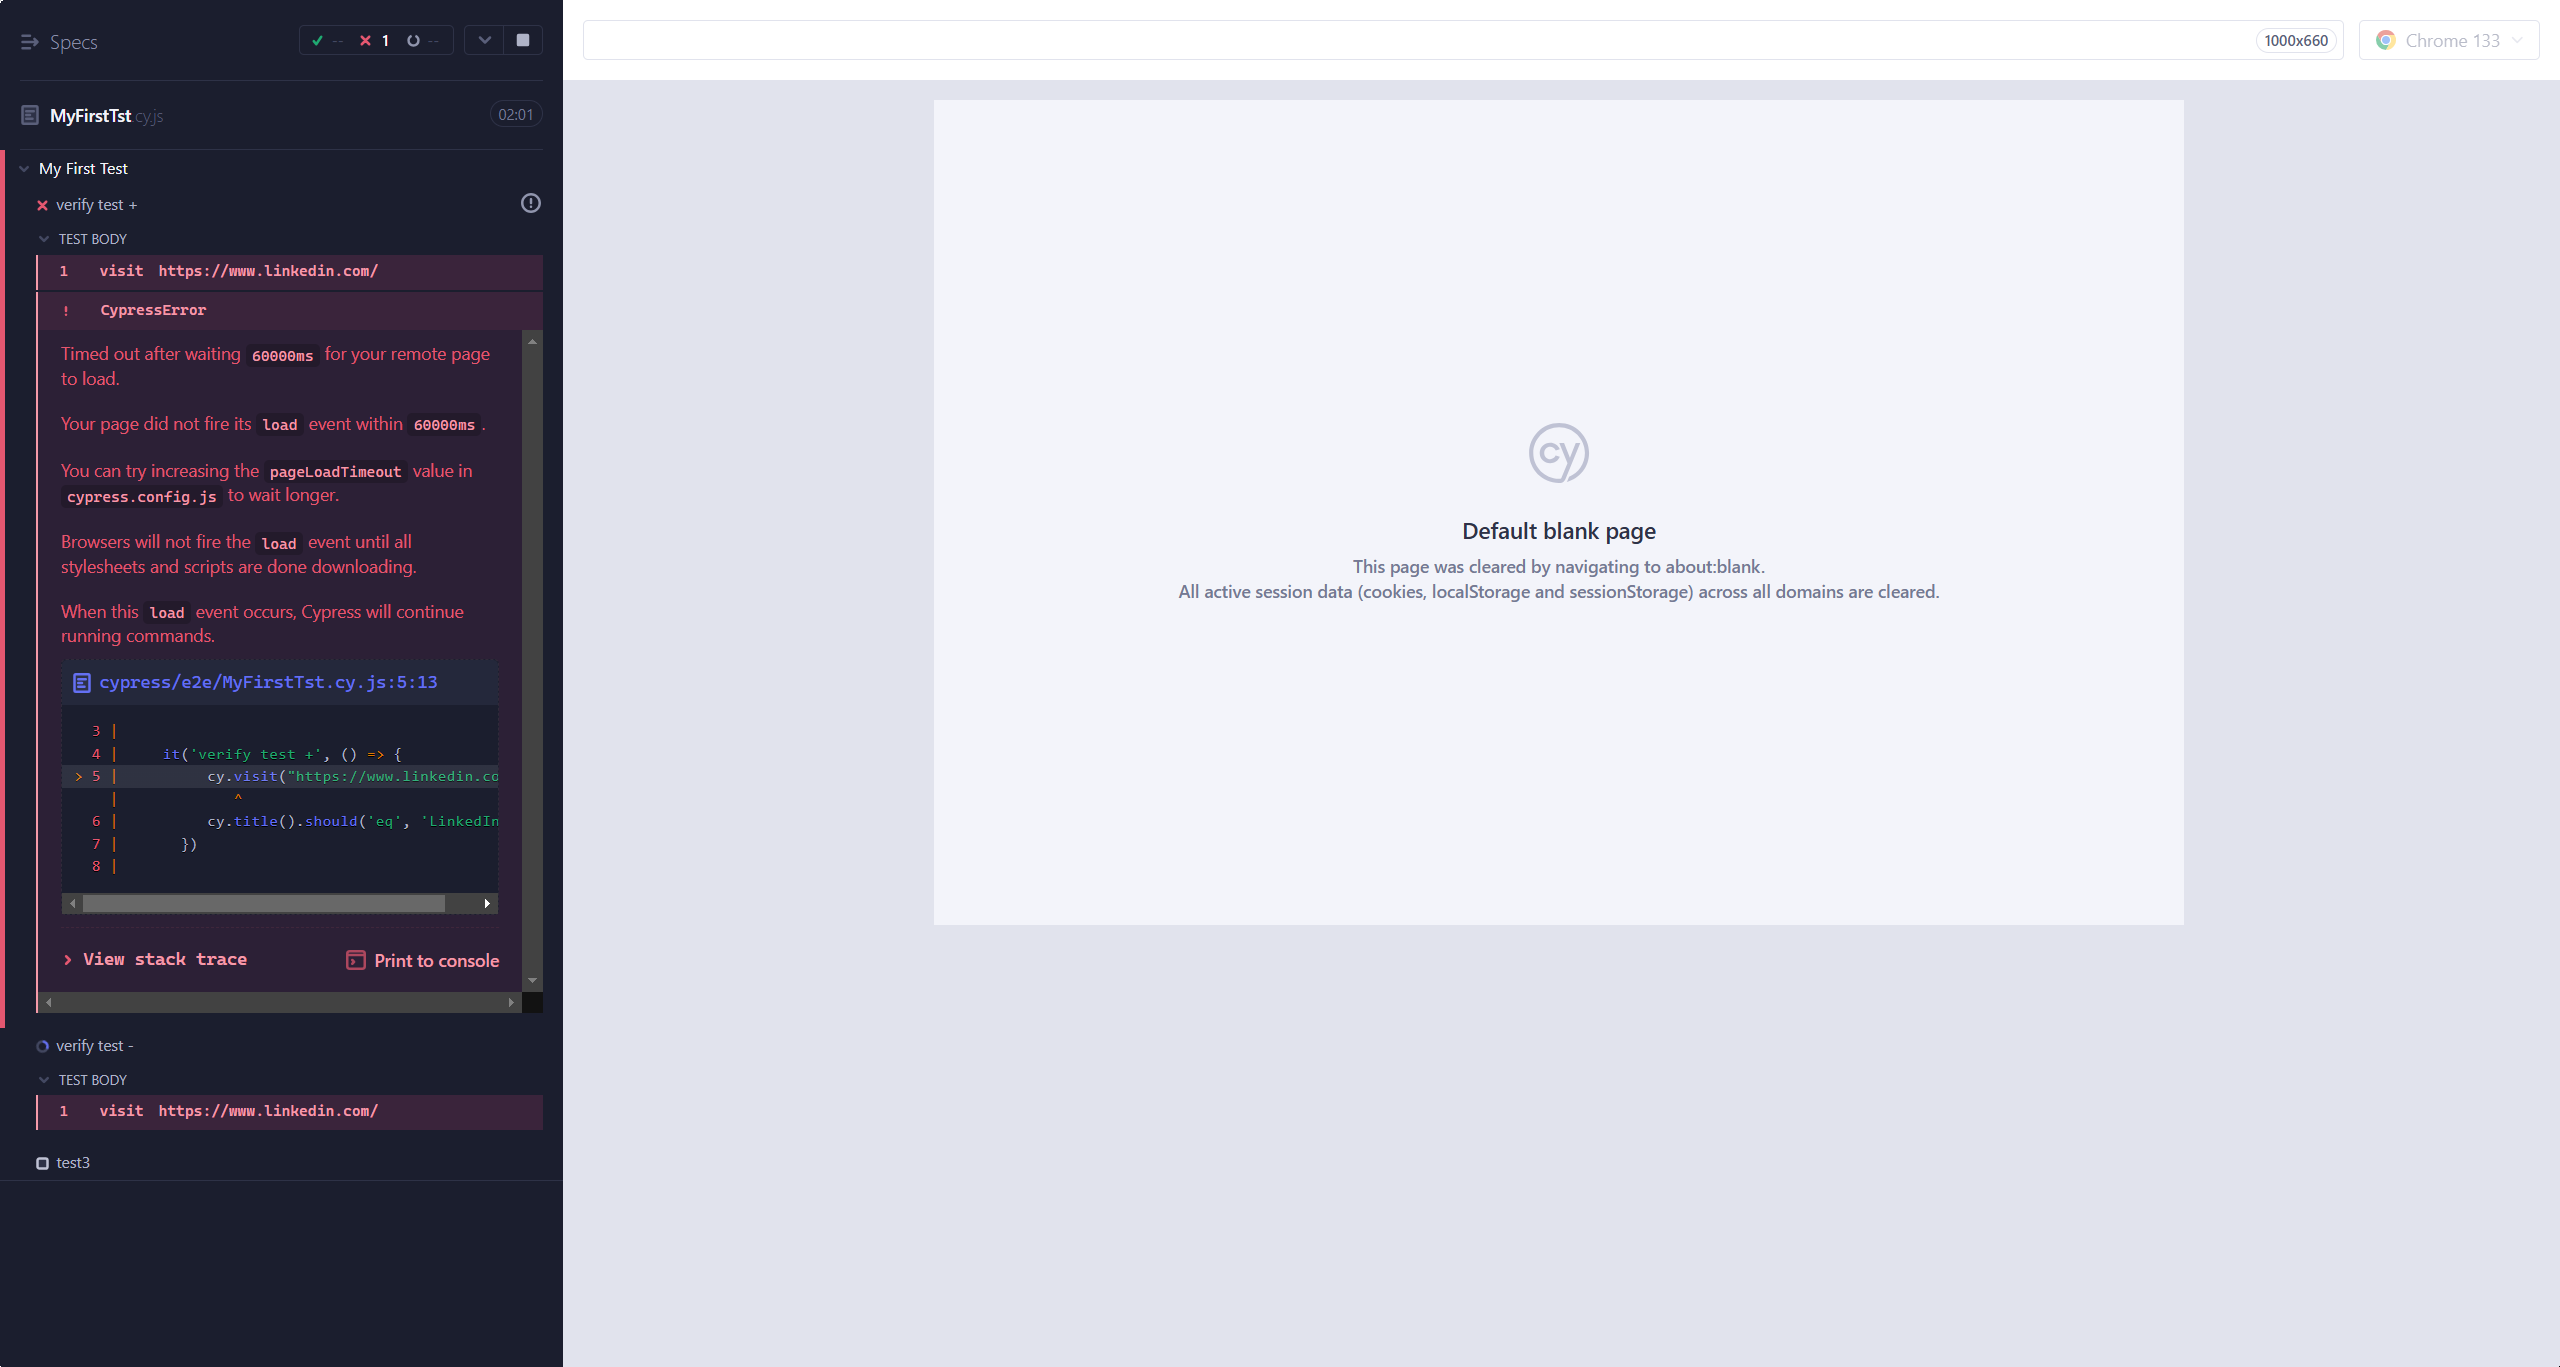 Specs
-- 1 --
MyFirstTst.cy.js
02:01
My First Test
verify test +
TEST BODY
1 visit https://www.linkedin.com/
! CypressError
Timed out after waiting 60000ms for your remote page
to load.
Your page did not fire its load event within 60000ms.
You can try increasing the pageLoadTimeout value in
cypress.config.js to wait longer.
Browsers will not fire the load event until all
stylesheets and scripts are done downloading.
When this load event occurs, Cypress will continue
running commands.
cypress/e2e/MyFirstTst.cy.js:5:13
3 |
4 | it('verify test +', () => {
> 5 | cy.visit("https://www.linkedin.co
| ^
6 | cy.title().should('eq', 'LinkedIn
7 | })
8 |
> View stack trace
Print to console
verify test -
TEST BODY
1 visit https://www.linkedin.com/
test3
1000x660
Chrome 133
cy
Default blank page
This page was cleared by navigating to about:blank.
All active session data (cookies, localStorage and sessionStorage) across all domains are cleared.